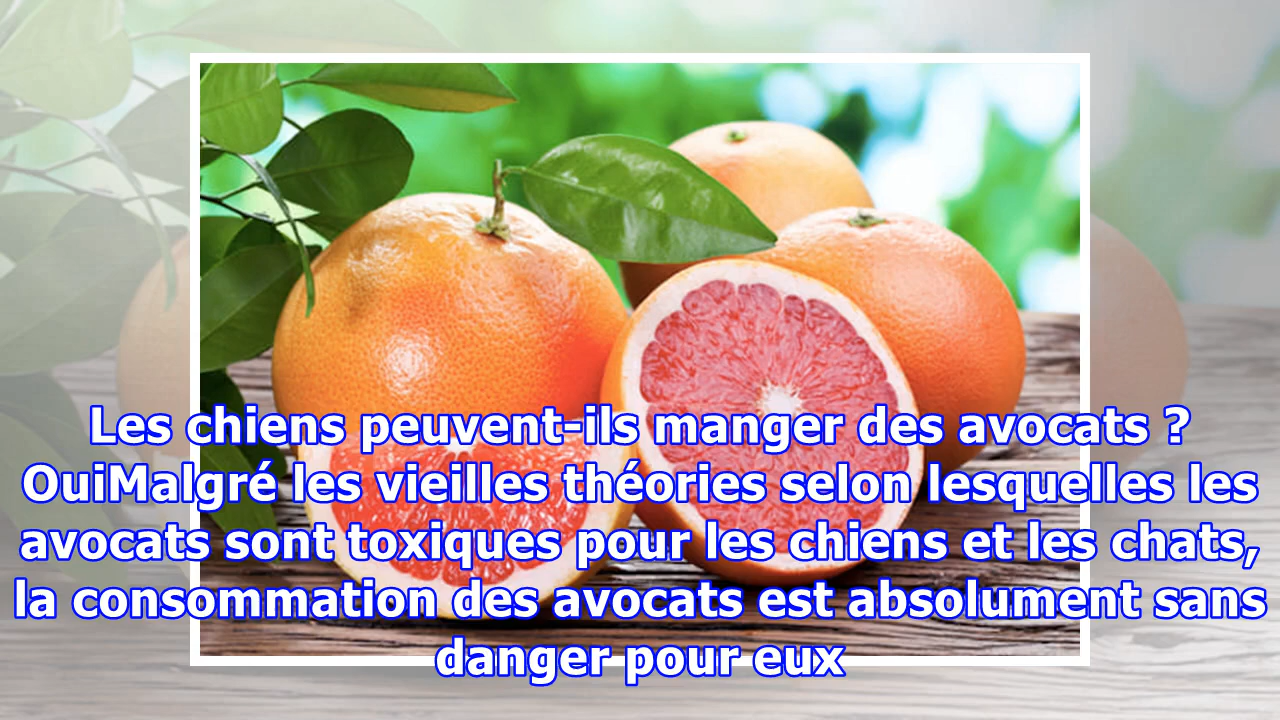 Les chiens peuvent-ils manger des avocats ?
OuiMalgré les vieilles théories selon lesquelles les
avocats sont toxiques pour les chiens et les chats,
la consommation des avocats est absolument sans
danger pour eux